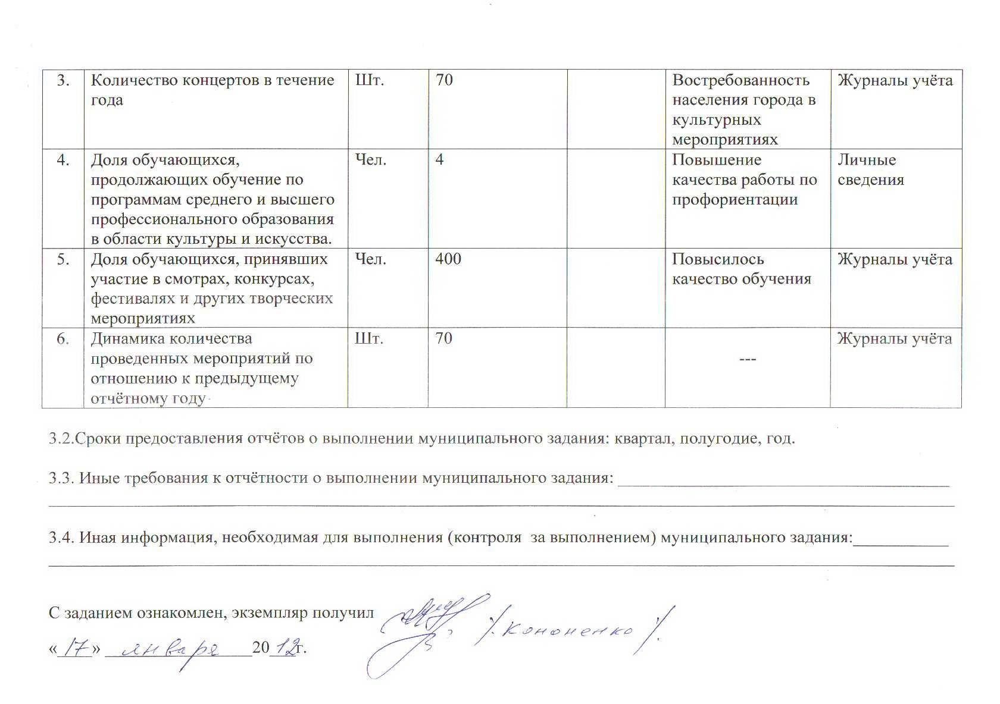 3. Количество концертов в течение Шт. 70 Востребованность Журналы учёта
года населения города в
культурных
мероприятиях
4. Доля обучающихся, Чел. 4 Повышение Личные
продолжающих обучение по качества работы по сведения
программам среднего и высшего профориентации
профессионального образования
в области культуры и искусства.
5. Доля обучающихся, принявших Чел. 400 Повысилось Журналы учёта
участие в смотрах, конкурсах, качество обучения
фестивалях и других творческих
мероприятиях
6. Динамика количества Шт. 70 Журналы учёта
проведенных мероприятий по ---
отношению к предыдущему
отчётному году
3.2.Сроки предоставления отчётов о выполнении муниципального задания: квартал, полугодие, год.
3.3. Иные требования к отчётности о выполнении муниципального задания:
3.4. Иная информация, необходимая для выполнения (контроля за выполнением) муниципального задания:
С заданием ознакомлен, экземпляр получил
/Кононенко/.
«17» января 2012г.